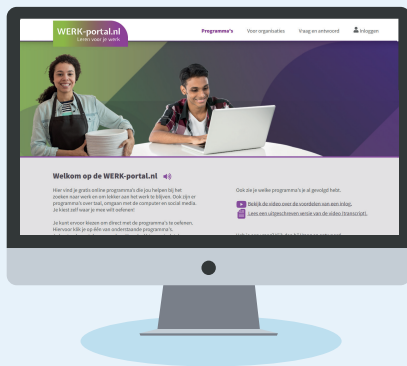 WERK-portal.nl
Leren voor je werk
Programma's
Voor organisaties
Vraag en antwoord
Inloggen
Welkom op de WERK-portal.nl
Hier vind je gratis online programma's die jou helpen bij het
zoeken naar werk en om lekker aan het werk te blijven. Ook zijn er
programma's over taal, omgaan met de computer en social media.
Je kiest zelf waar je mee wilt oefenen!
Je kunt ervoor kiezen om direct met de programma's te oefenen.
Hiervoor klik je op één van onderstaande programma's.
Ook zie je welke programma's je al gevolgd hebt.
Bekijk de video over de voordelen van een inlog.
Lees een uitgeschreven versie van de video (transcript).